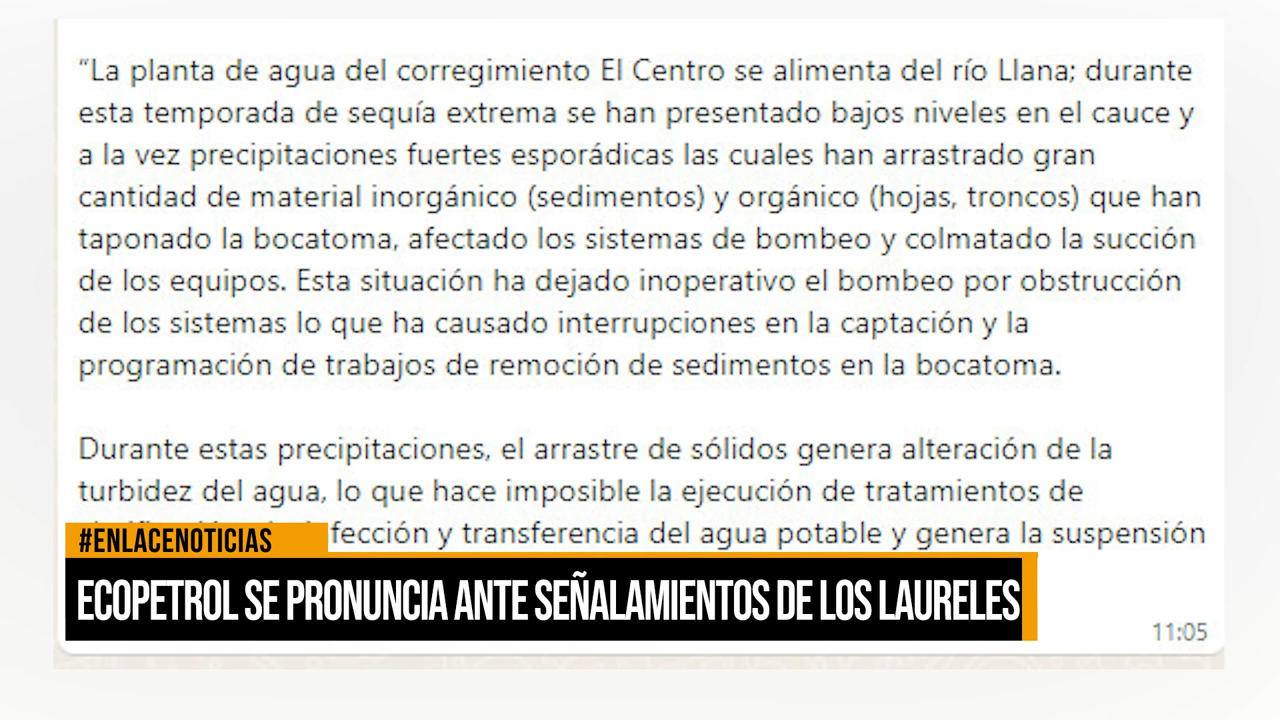 “La planta de agua del corregimiento El Centro se alimenta del río Llana; durante
esta temporada de sequía extrema se han presentado bajos niveles en el cauce y
a la vez precipitaciones fuertes esporádicas las cuales han arrastrado gran
cantidad de material inorgánico (sedimentos) y orgánico (hojas, troncos) que han
taponado la bocatoma, afectado los sistemas de bombeo y colmatado la succión
de los equipos. Esta situación ha dejado inoperativo el bombeo por obstrucción
de los sistemas lo que ha causado interrupciones en la captación y la
programación de trabajos de remoción de sedimentos en la bocatoma.
Durante estas precipitaciones, el arrastre de sólidos genera alteración de la
turbidez del agua, lo que hace imposible la ejecución de tratamientos de
fección y transferencia del agua potable y genera la suspensión
#ENLACENOTICIAS
ECOPETROL SE PRONUNCIA ANTE SEÑALAMIENTOS DE LOS LAURELES
11:05